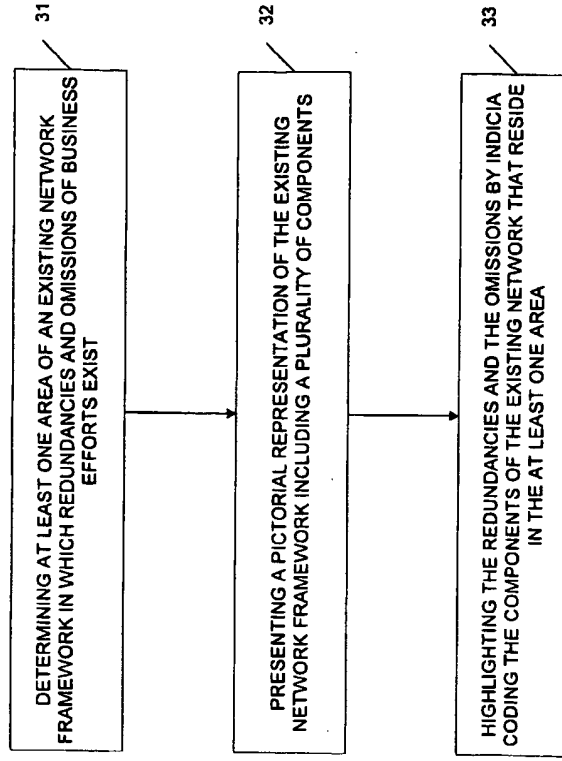 31
DETERMINING AT LEAST ONE AREA OF AN EXISTING NETWORK
FRAMEWORK IN WHICH REDUNDANCIES AND OMISSIONS OF BUSINESS
EFFORTS EXIST
32
PRESENTING A PICTORIAL REPRESENTATION OF THE EXISTING
NETWORK FRAMEWORK INCLUDING A PLURALITY OF COMPONENTS
33
HIGHLIGHTING THE REDUNDANCIES AND THE OMISSIONS BY INDICIA
CODING THE COMPONENTS OF THE EXISTING NETWORK THAT RESIDE
IN THE AT LEAST ONE AREA